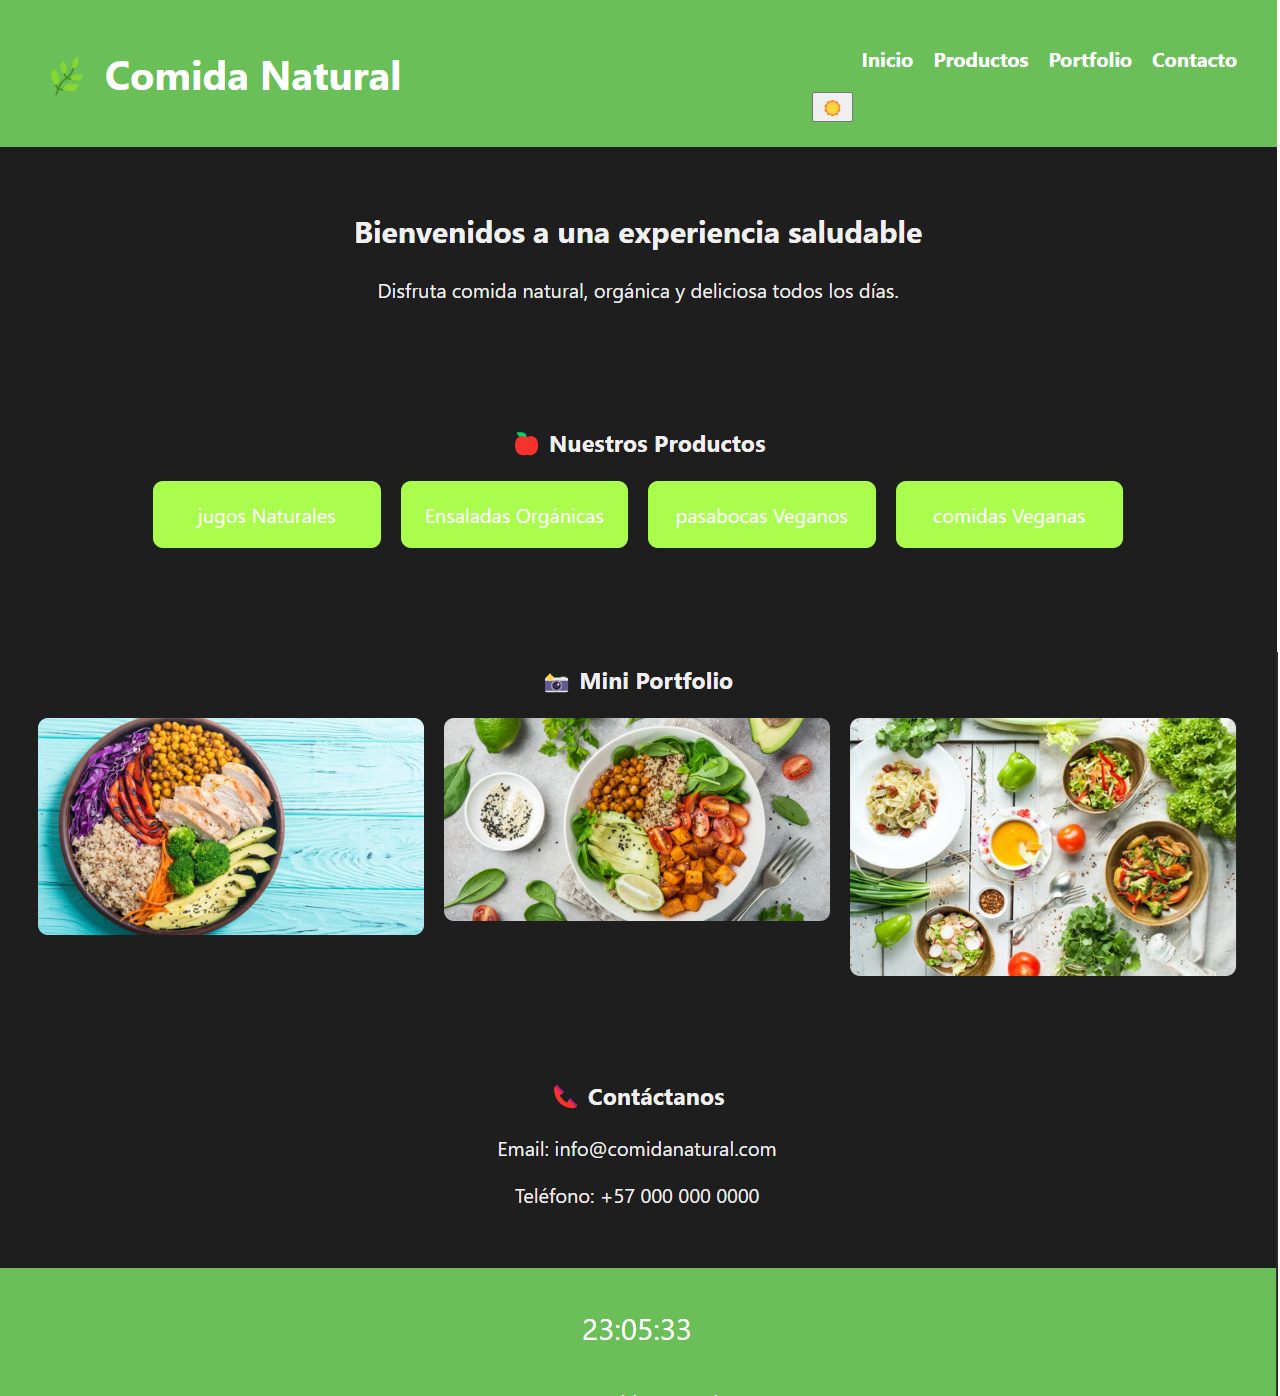 🌿 Comida Natural
Inicio Productos Portfolio Contacto
Bienvenidos a una experiencia saludable
Disfruta comida natural, orgánica y deliciosa todos los días.
🍎 Nuestros Productos
jugos Naturales
Ensaladas Orgánicas
pasabocas Veganos
comidas Veganas
📸 Mini Portfolio
📞 Contáctanos
Email: info@comidanatural.com
Teléfono: +57 000 000 0000
23:05:33